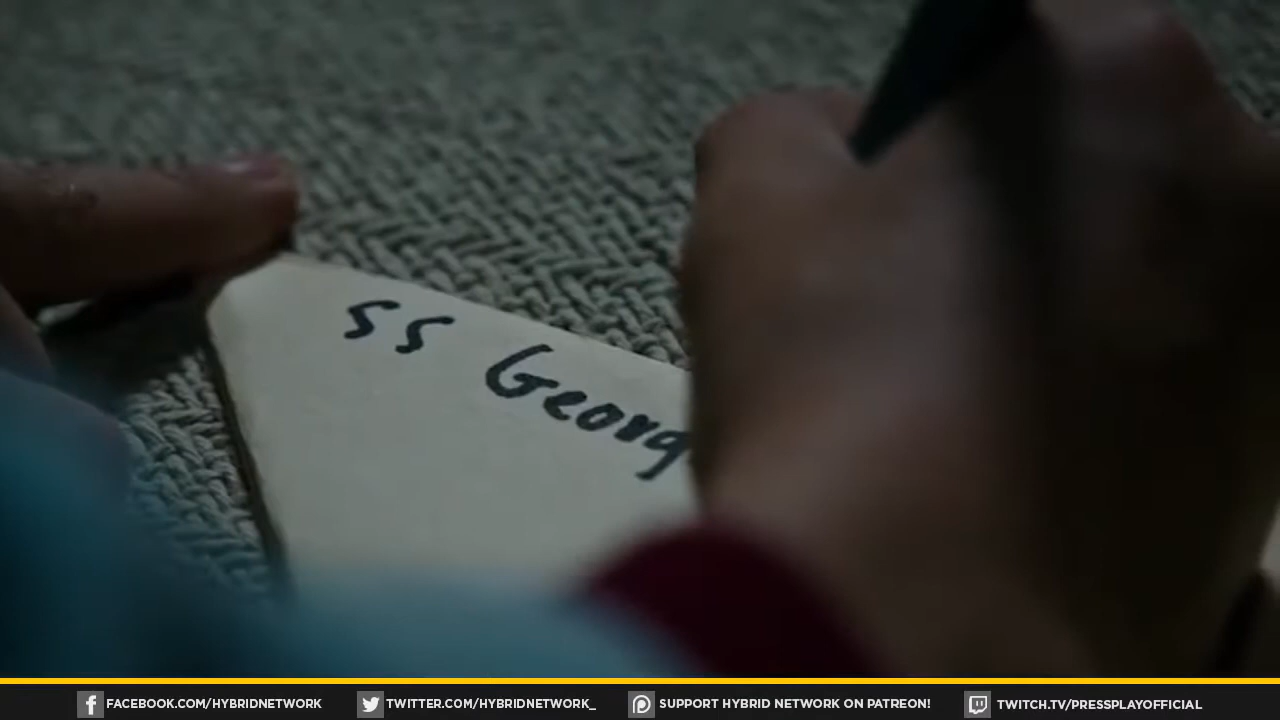 SS Georg
FACEBOOK.COM/HYBRIDNETWORK
TWITTER.COM/HYBRIDNETWORK_
SUPPORT HYBRID NETWORK ON PATREON!
TWITCH.TV/PRESSPLAYOFFICIAL